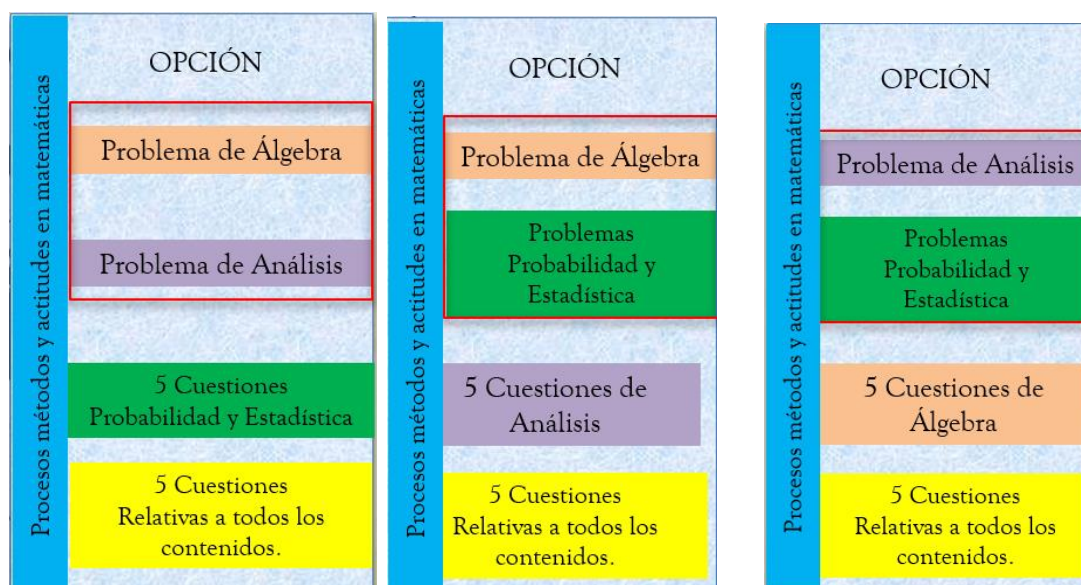 Procesos métodos y actitudes en matemáticas
OPCIÓN
Problema de Álgebra
Problema de Análisis
5 Cuestiones
Probabilidad y Estadística
5 Cuestiones
Relativas a todos los
contenidos.
Procesos métodos y actitudes en matemáticas
OPCIÓN
Problema de Álgebra
Problemas
Probabilidad y
Estadística
5 Cuestiones de
Análisis
5 Cuestiones
Relativas a todos los
contenidos.
Procesos métodos y actitudes en matemáticas
OPCIÓN
Problema de Análisis
Problemas
Probabilidad y
Estadística
5 Cuestiones de
Álgebra
5 Cuestiones
Relativas a todos los
contenidos.